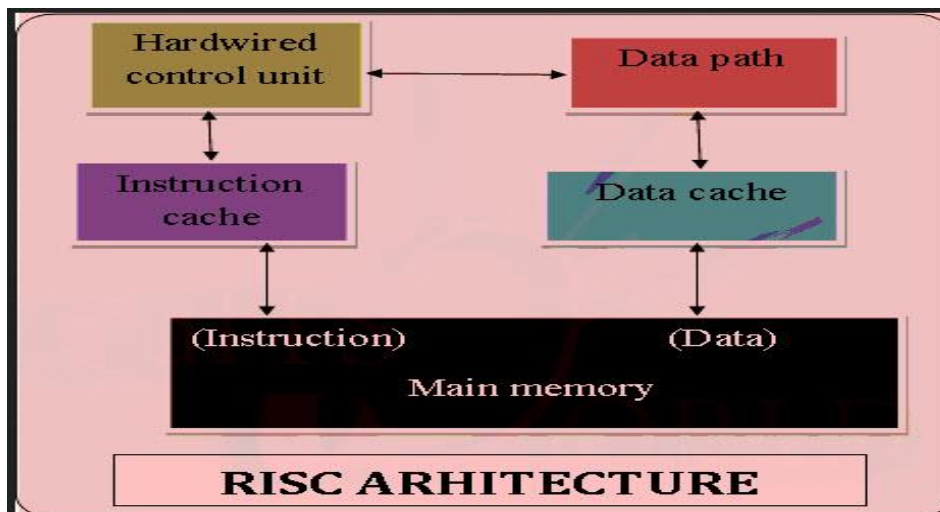 Hardwired
control unit
Data path
Instruction
cache
Data cache
(Instruction)
(Data)
Main memory
RISC ARHITECTURE